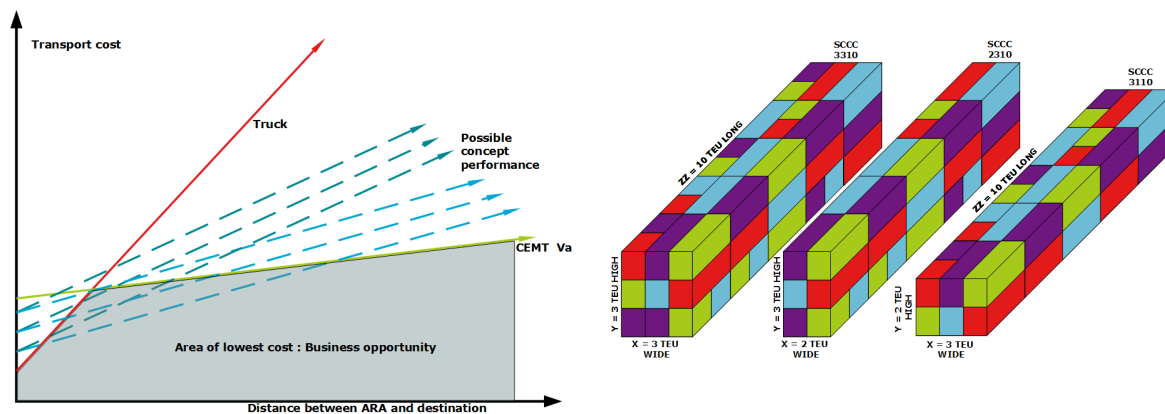 Transport cost
Truck
Possible
concept
performance
CEMT Va
Area of lowest cost : Business opportunity
Distance between ARA and destination
SCCC
3310
SCCC
2310
SCCC
3110
ZZ = 10 TEU LONG
ZZ = 10 TEU LONG
Y = 3 TEU HIGH
X = 3 TEU
WIDE
Y = 3 TEU HIGH
X = 2 TEU
WIDE
Y = 2 TEU
HIGH
X = 3 TEU
WIDE